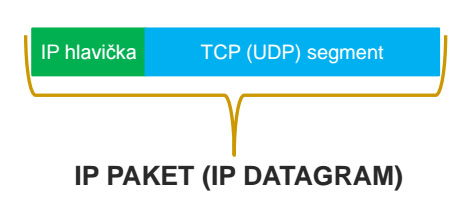 IP hlavička TCP (UDP) segment
IP PAKET (IP DATAGRAM)